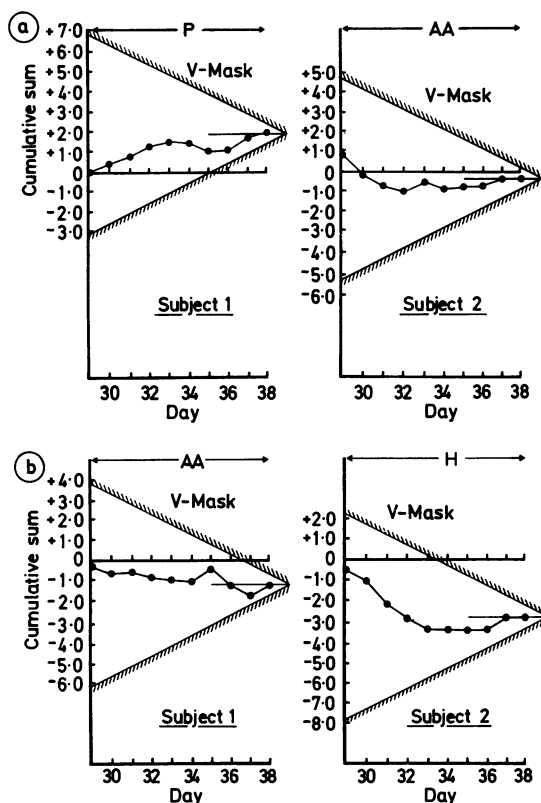 a
P
+7·0
+6·0
+5·0
+4·0
+3·0
+2·0
+1·0
0
-1·0
-2·0
-3·0
Cumulative sum
V-Mask
Subject 1
30 32 34 36 38
Day
AA
+5·0
+4·0
+3·0
+2·0
+1·0
0
-1·0
-2·0
-3·0
-4·0
-5·0
-6·0
V-Mask
Subject 2
30 32 34 36 38
Day
b
AA
+4·0
+3·0
+2·0
+1·0
0
-1·0
-2·0
-3·0
-4·0
-5·0
-6·0
Cumulative sum
V-Mask
Subject 1
30 32 34 36 38
Day
H
+2·0
+1·0
0
-1·0
-2·0
-3·0
-4·0
-5·0
-6·0
-7·0
-8·0
V-Mask
Subject 2
30 32 34 36 38
Day